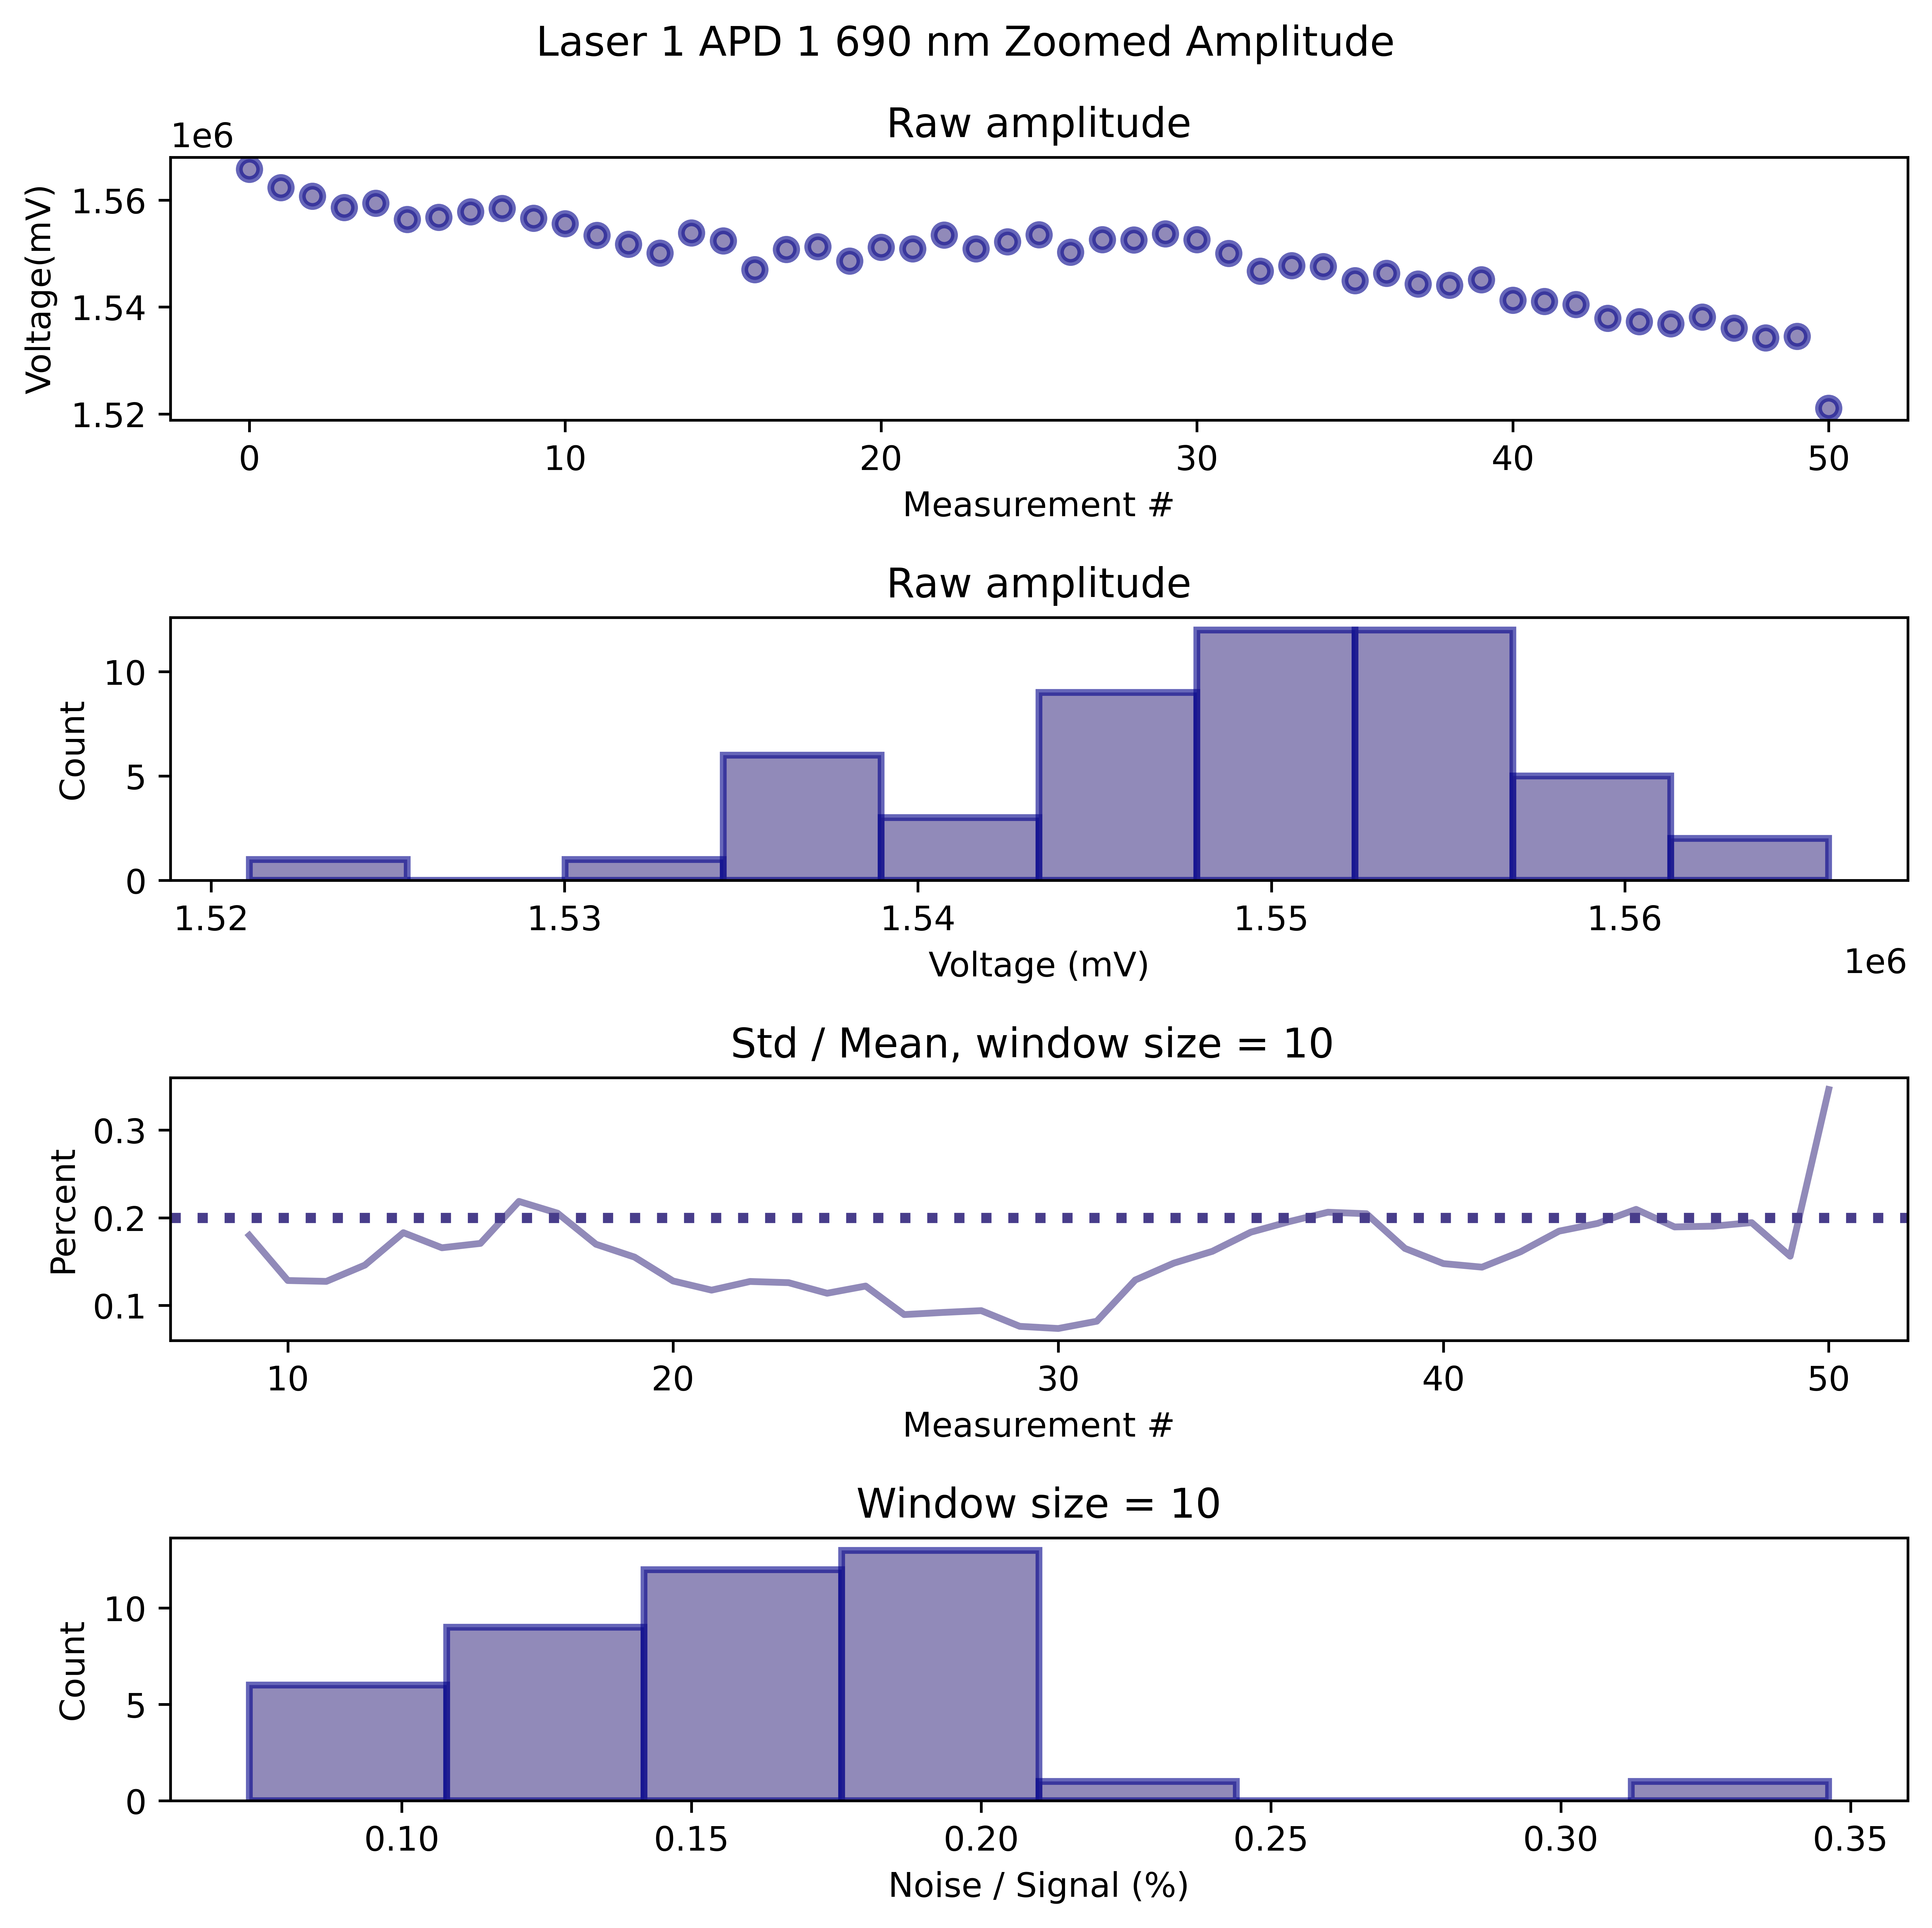 Laser 1 APD 1 690 nm Zoomed Amplitude
Raw amplitude
1e6
Voltage(mV)
1.56
1.54
1.52
0 10 20 30 40 50
Measurement #
Raw amplitude
Count
10
5
0
1.52 1.53 1.54 1.55 1.56
Voltage (mV)
1e6
Std / Mean, window size = 10
Percent
0.3
0.2
0.1
10 20 30 40 50
Measurement #
Window size = 10
Count
10
5
0
0.10 0.15 0.20 0.25 0.30 0.35
Noise / Signal (%)